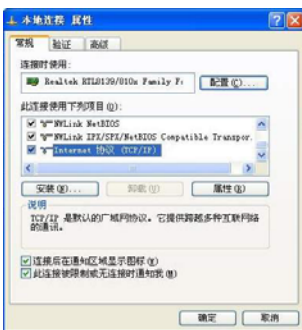 本地连接 属性
常规 验证 高级
连接时使用:
Realtek RTL8139/810x Family F:
配置(C)...
此连接使用下列项目(O):
NWLink NetBIOS
NWLink IPX/SPX/NetBIOS Compatible Transpor.
Internet 协议 (TCP/IP)
安装(N)... 卸载(U) 属性(R)
说明
TCP/IP 是默认的广域网协议。它提供跨越多种互联网络
的通讯。
连接后在通知区域显示图标(W)
此连接被限制或无连接时通知我(M)
确定 取消